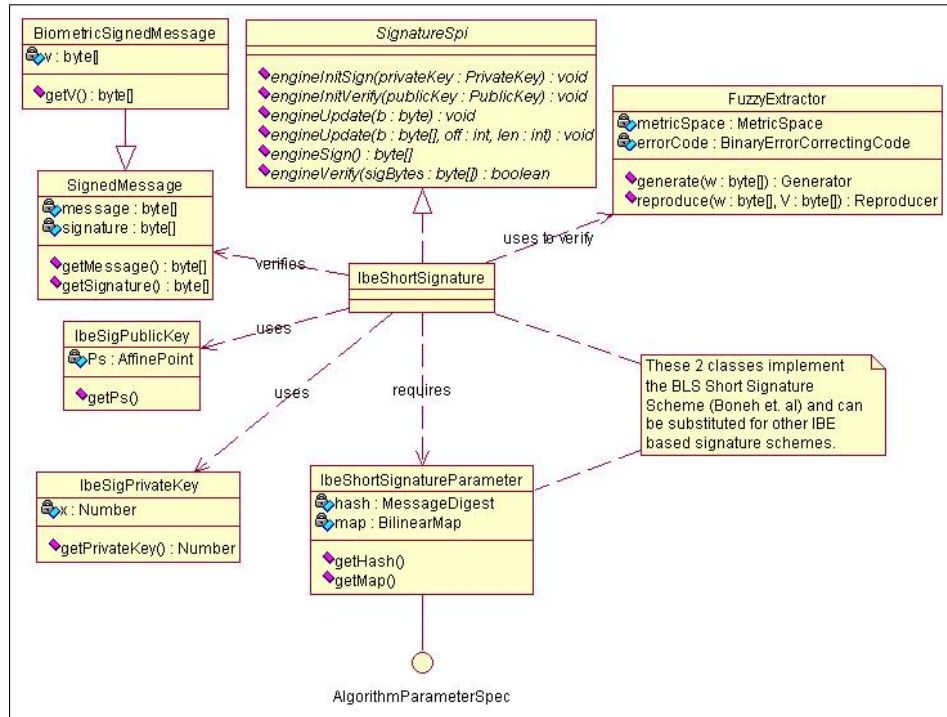 BiometricSignedMessage
v : byte[]
getV() : byte[]
SignatureSpi
engineInitSign(privateKey : PrivateKey) : void
engineInitVerify(publicKey : PublicKey) : void
engineUpdate(b : byte) : void
engineUpdate(b : byte[], off : int, len : int) : void
engineSign() : byte[]
engineVerify(sigBytes : byte[]) : boolean
FuzzyExtractor
metricSpace : MetricSpace
errorCode : BinaryErrorCorrectingCode
generate(w : byte[]) : Generator
reproduce(w : byte[], V : byte[]) : Reproducer
SignedMessage
message : byte[]
signature : byte[]
getMessage() : byte[]
getSignature() : byte[]
verifies
uses to verify
IbeShortSignature
IbeSigPublicKey
Ps : AffinePoint
getPs()
uses
uses
requires
These 2 classes implement
the BLS Short Signature
Scheme (Boneh et. al) and can
be substituted for other IBE
based signature schemes.
IbeSigPrivateKey
x : Number
getPrivateKey() : Number
IbeShortSignatureParameter
hash : MessageDigest
map : BilinearMap
getHash()
getMap()
AlgorithmParameterSpec